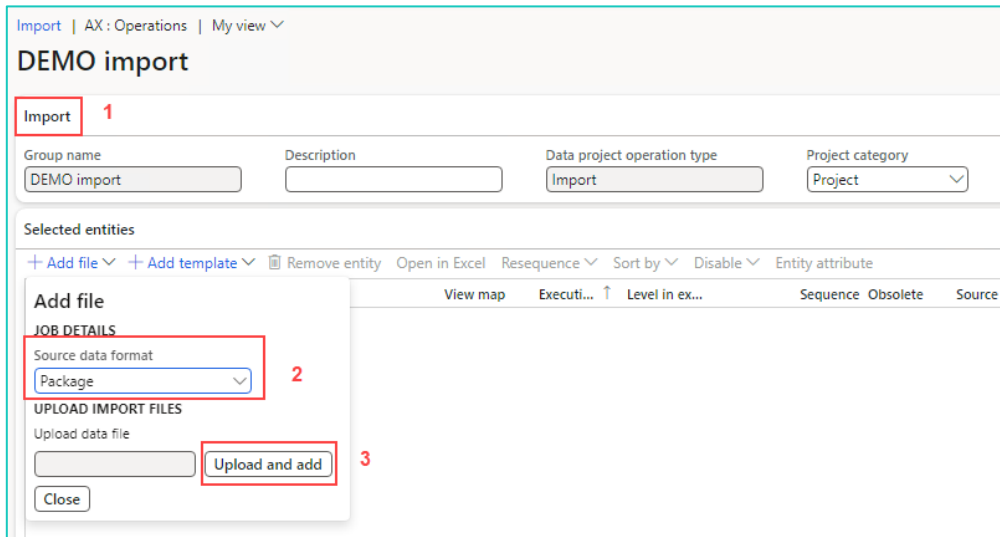 Import | AX : Operations | My view
DEMO import
Import 1
Group name Description Data project operation type Project category
DEMO import Import Project
Selected entities
Add file Add template Remove entity Open in Excel Resequence Sort by Disable Entity attribute
View map Executi... ↑ Level in ex... Sequence Obsolete Source
Add file
JOB DETAILS
Source data format
Package 2
UPLOAD IMPORT FILES
Upload data file
Upload and add 3
Close